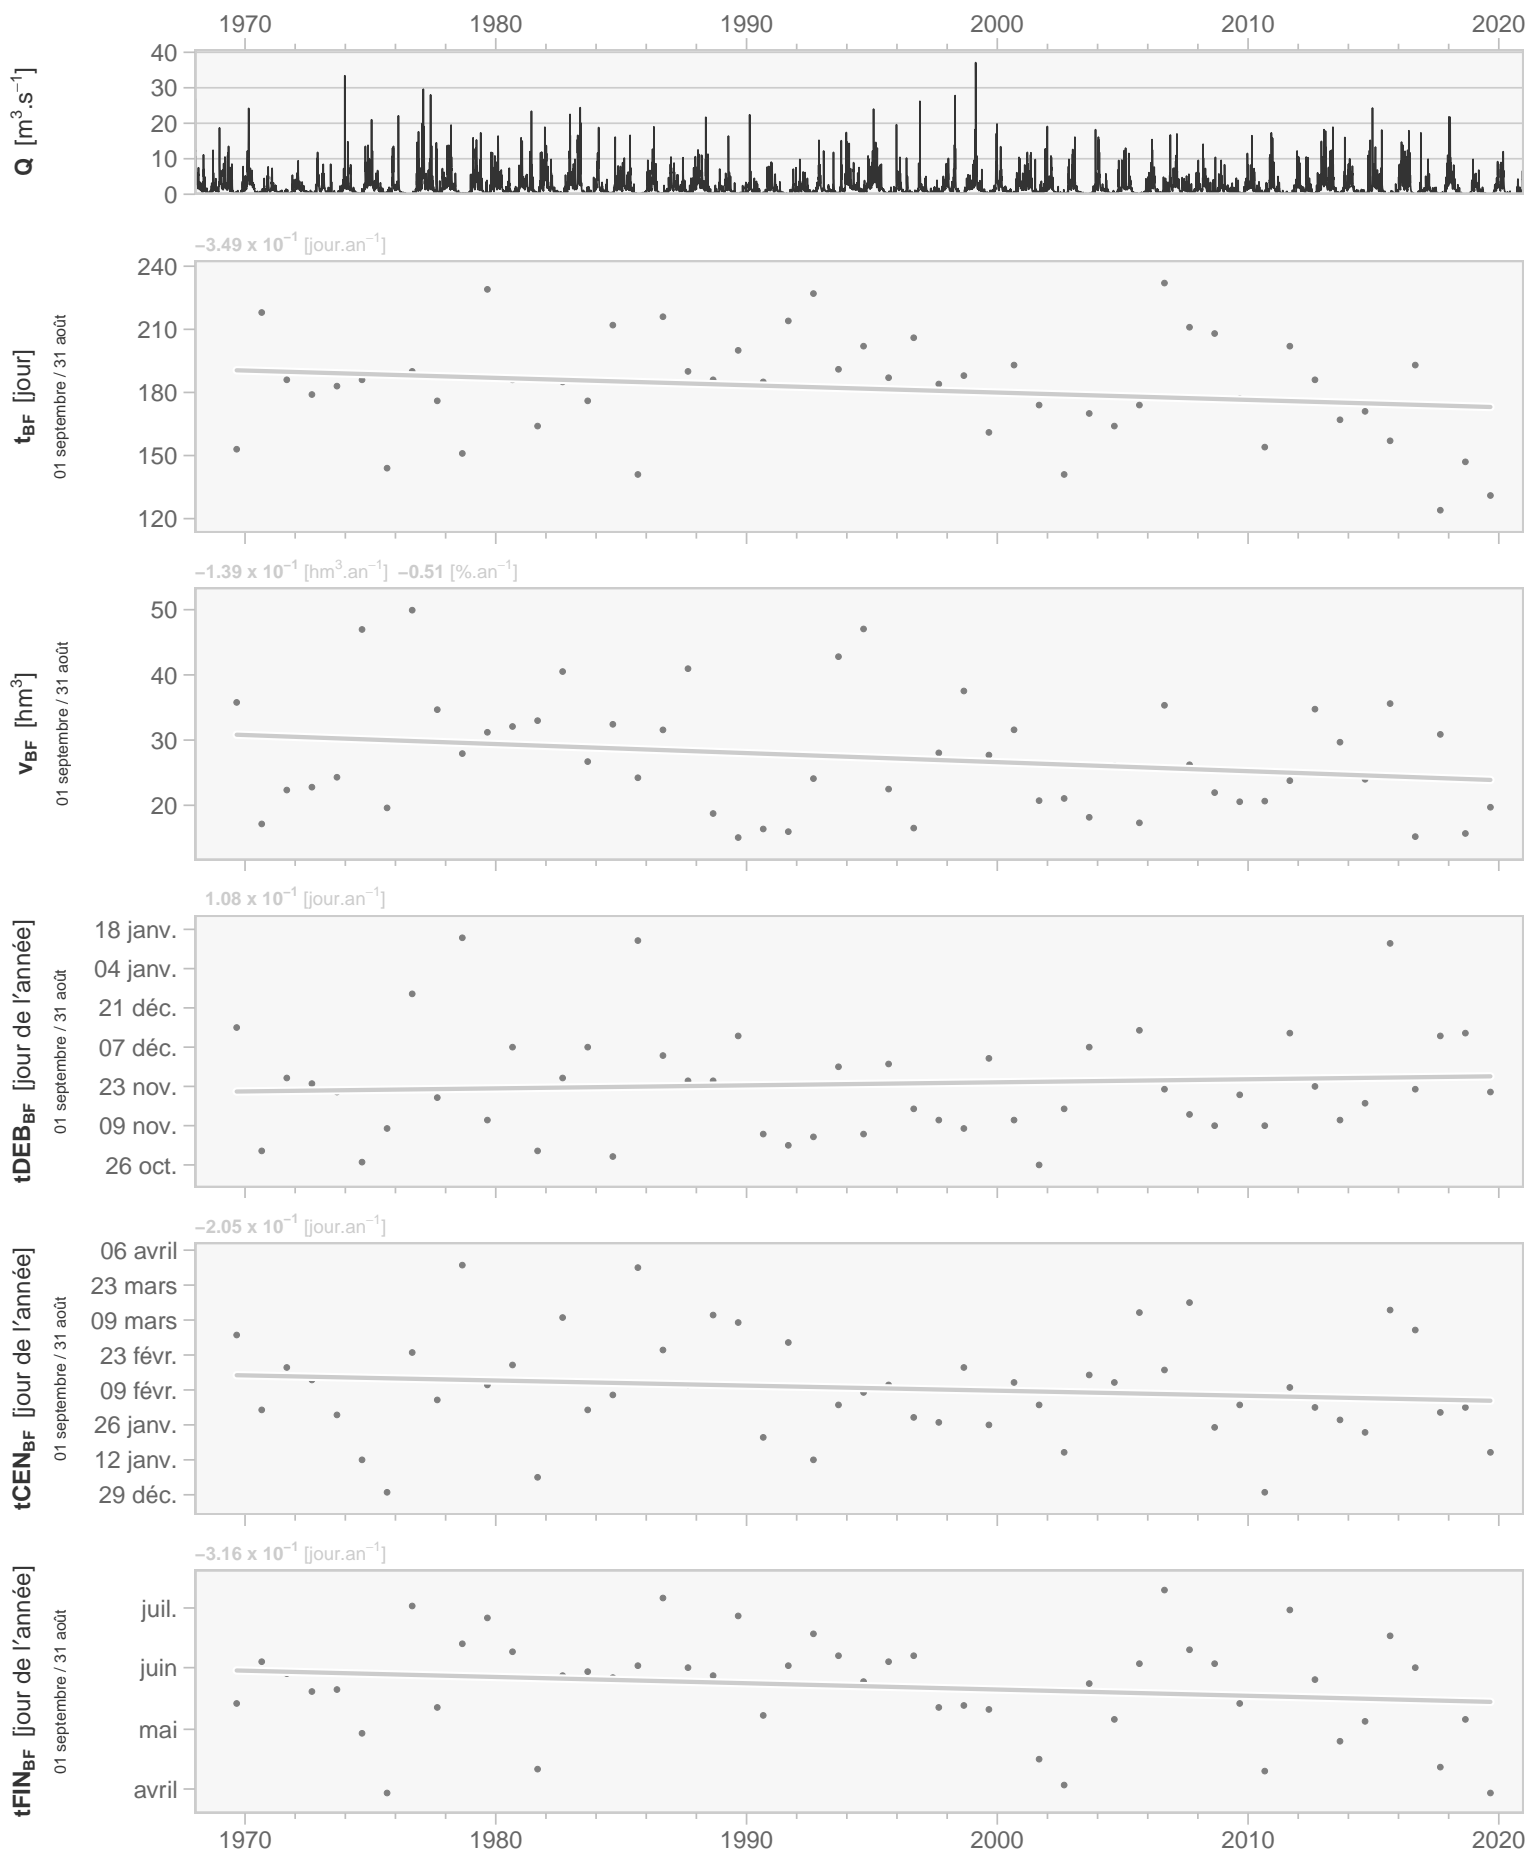 1970 1980 1990 2000 2010 2020
Q [m³.s⁻¹]
40
30
20
10
0
−3.49 x 10⁻¹ [jour.an⁻¹]
tBF [jour]
01 septembre / 31 août
240
210
180
150
120
−1.39 x 10⁻¹ [hm³.an⁻¹] −0.51 [%.an⁻¹]
vBF [hm³]
01 septembre / 31 août
50
40
30
20
1.08 x 10⁻¹ [jour.an⁻¹]
tDEBBF [jour de l'année]
01 septembre / 31 août
18 janv.
04 janv.
21 déc.
07 déc.
23 nov.
09 nov.
26 oct.
−2.05 x 10⁻¹ [jour.an⁻¹]
tCENBF [jour de l'année]
01 septembre / 31 août
06 avril
23 mars
09 mars
23 févr.
09 févr.
26 janv.
12 janv.
29 déc.
−3.16 x 10⁻¹ [jour.an⁻¹]
tFINBF [jour de l'année]
01 septembre / 31 août
juil.
juin
mai
avril
1970 1980 1990 2000 2010 2020